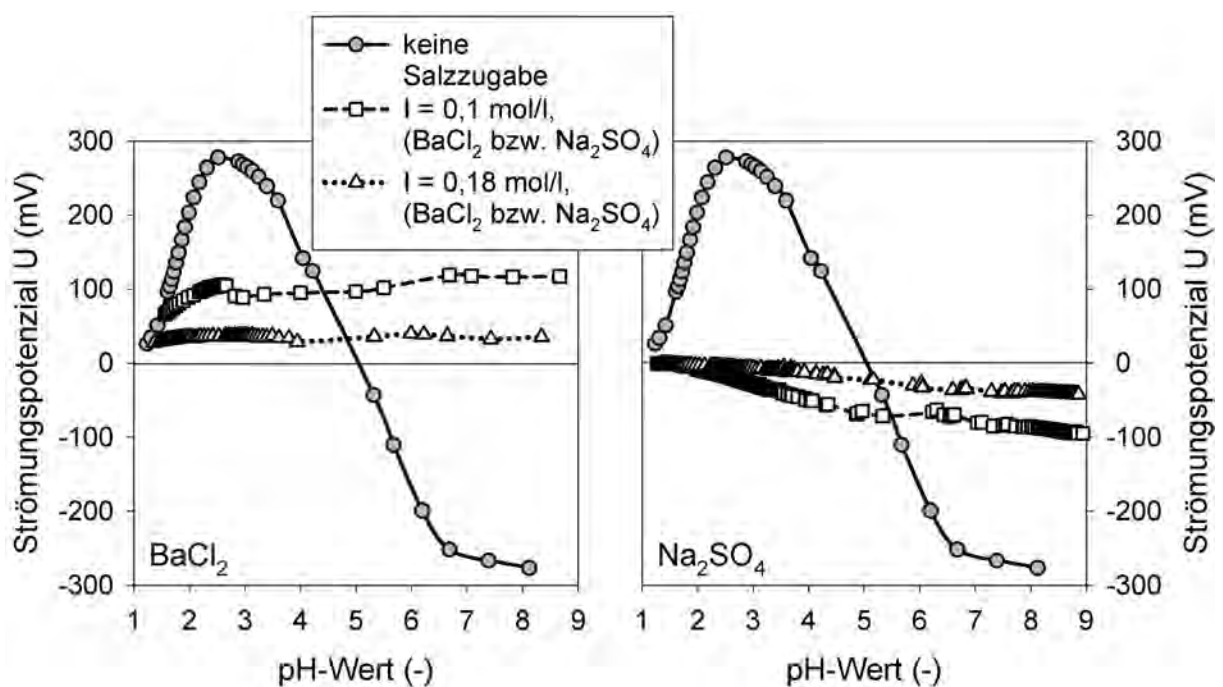 keine
Salzzugabe
I = 0,1 mol/l,
(BaCl₂ bzw. Na₂SO₄)
I = 0,18 mol/l,
(BaCl₂ bzw. Na₂SO₄)
Strömungspotenzial U (mV)
300
200
100
0
-100
-200
-300
BaCl₂
1 2 3 4 5 6 7 8 9
pH-Wert (-)
Na₂SO₄
1 2 3 4 5 6 7 8 9
pH-Wert (-)
300
200
100
0
-100
-200
-300
Strömungspotenzial U (mV)